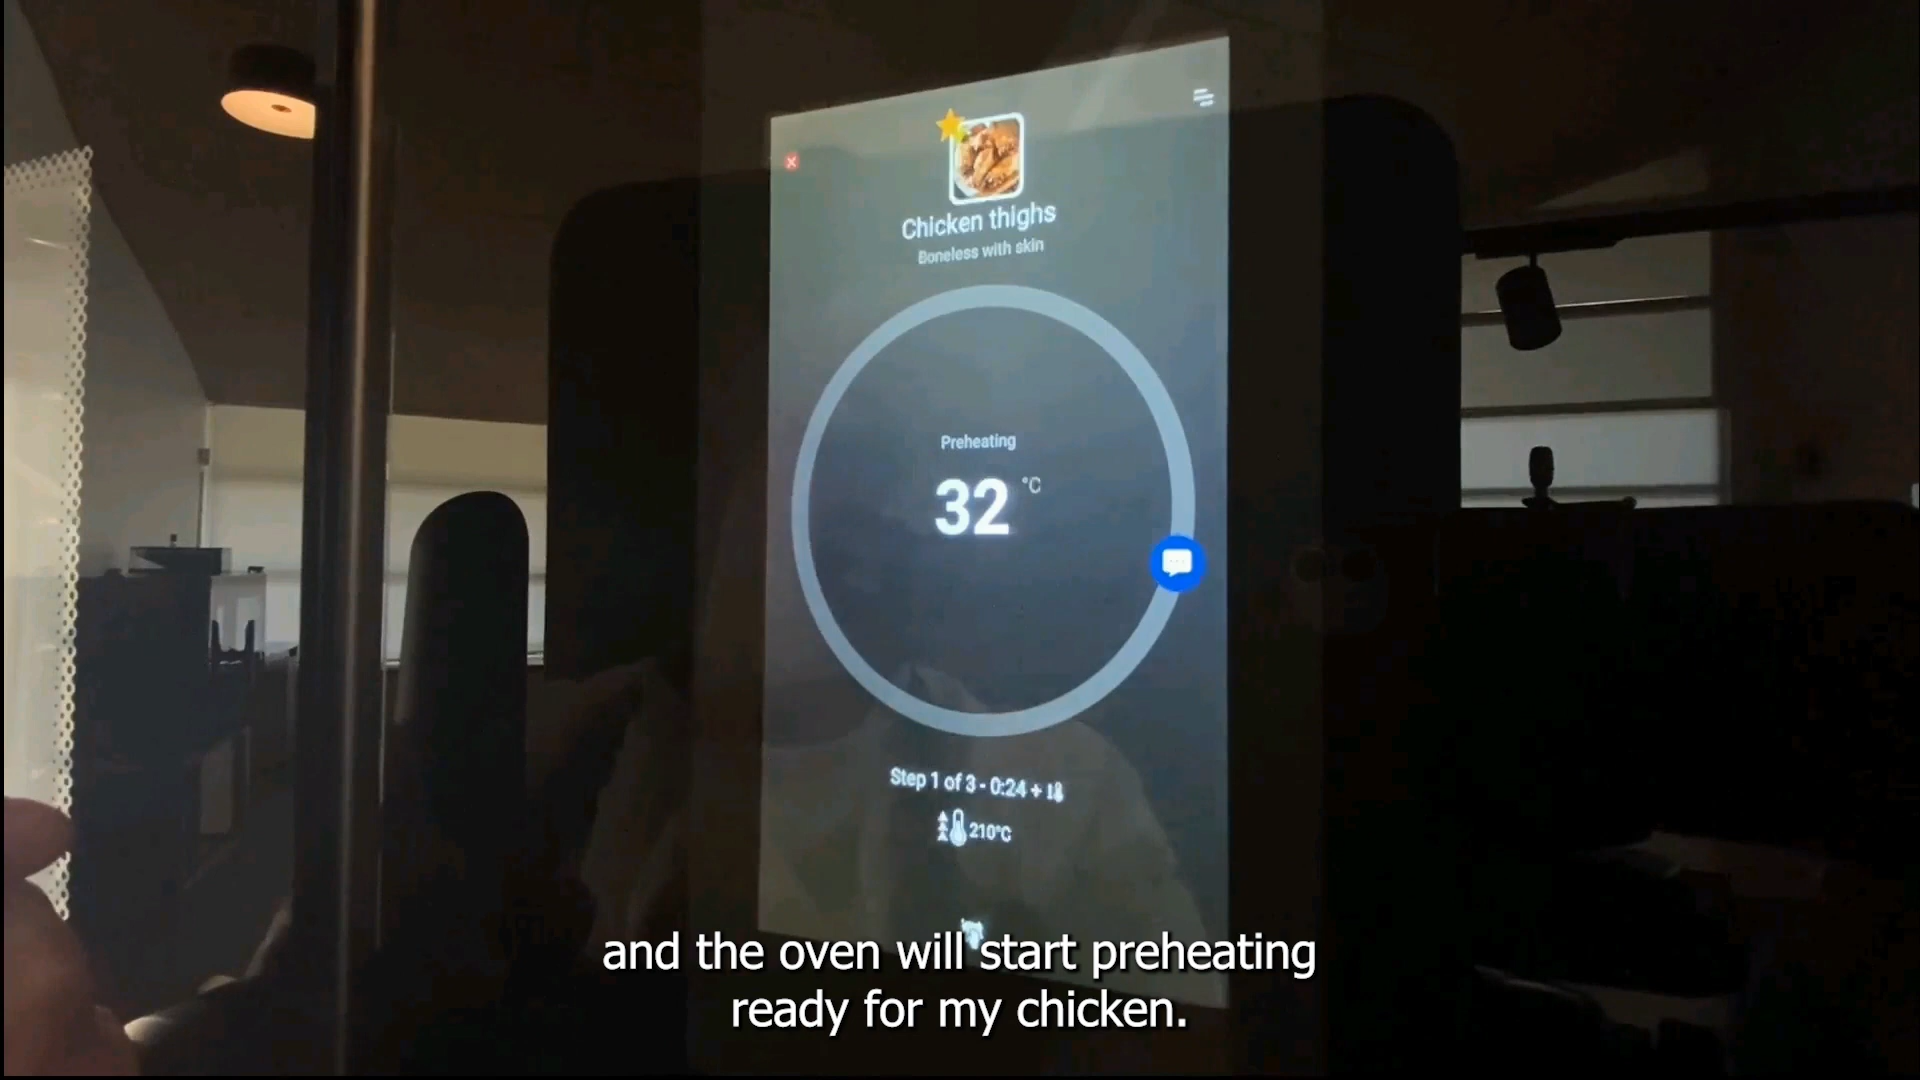 Chicken thighs
Boneless with skin
Preheating
32 °C
Step 1 of 3 - 0:24 +
210°C
and the oven will start preheating
ready for my chicken.